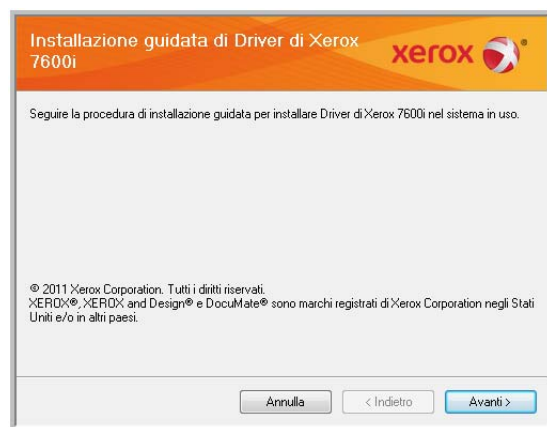 Installazione guidata di Driver di Xerox
7600i
xerox
Seguire la procedura di installazione guidata per installare Driver di Xerox 7600i nel sistema in uso.
© 2011 Xerox Corporation. Tutti i diritti riservati.
XEROX®, XEROX and Design® e DocuMate® sono marchi registrati di Xerox Corporation negli Stati
Uniti e/o in altri paesi.
Annulla
< Indietro
Avanti >